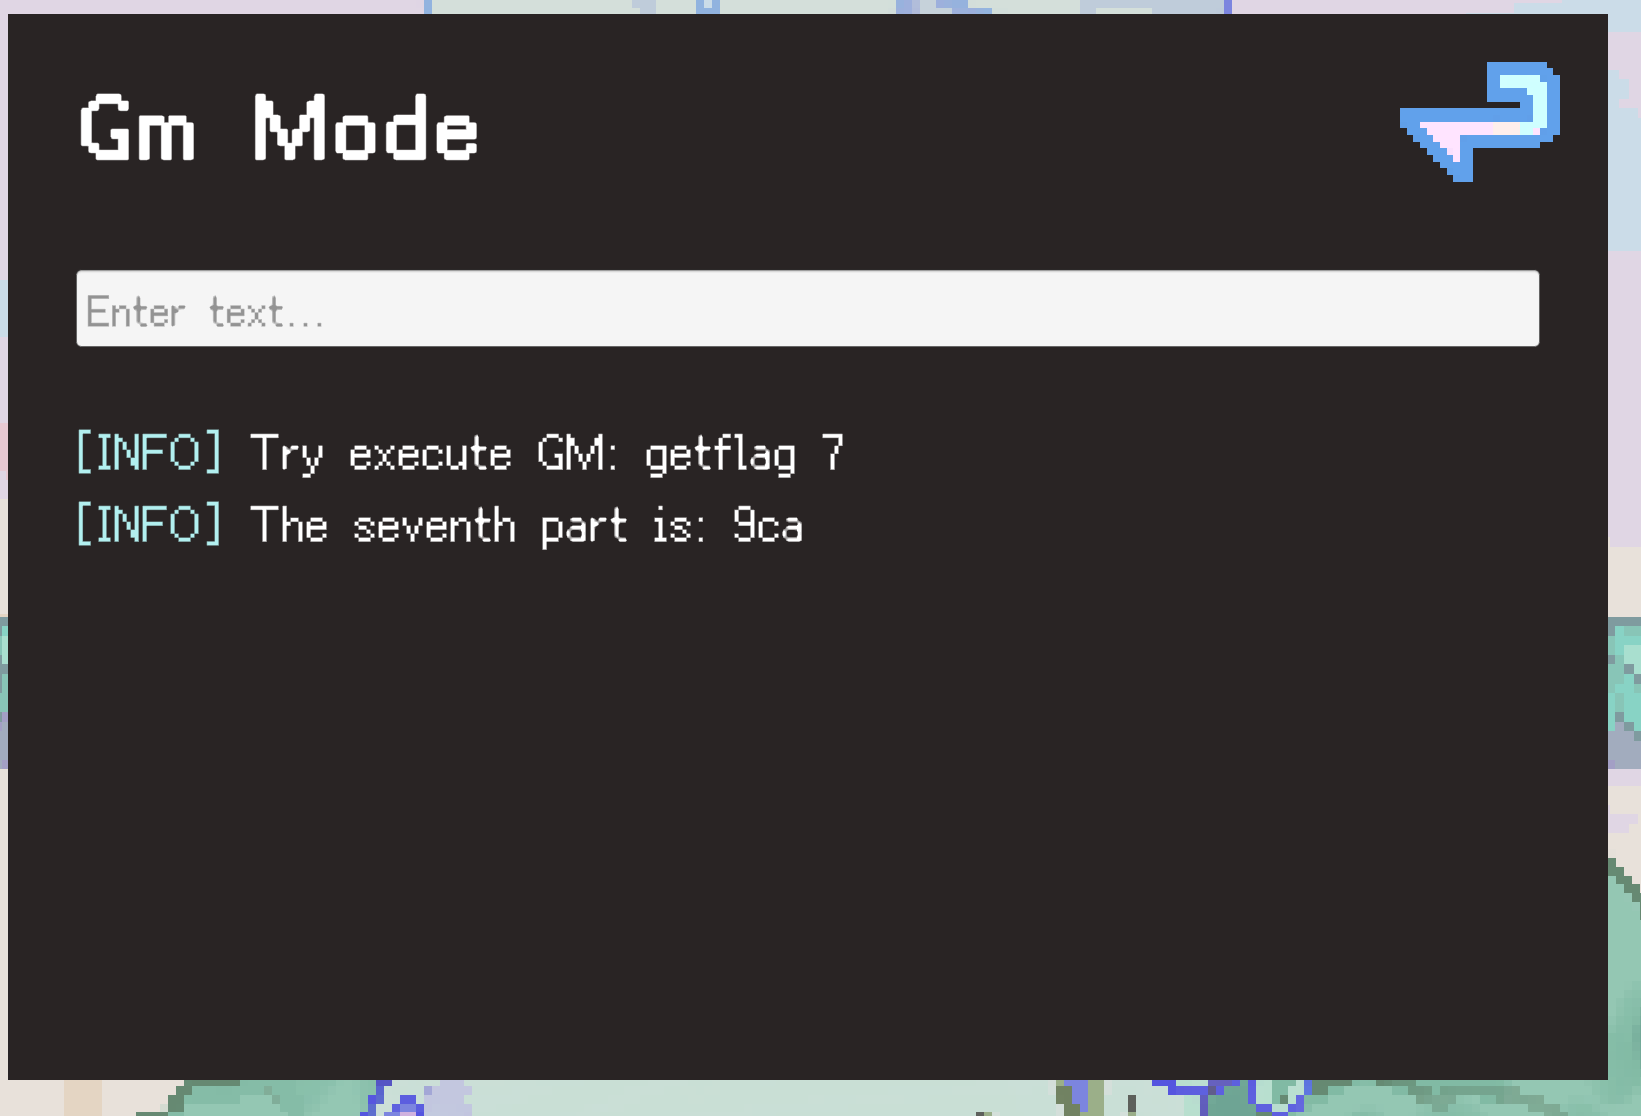 Gm Mode
Enter text...
[INFO] Try execute GM: getflag 7
[INFO] The seventh part is: 9ca